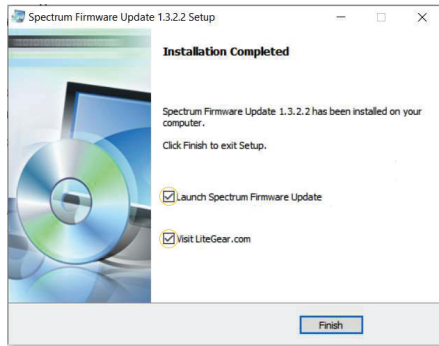 Spectrum Firmware Update 1.3.2.2 Setup
Installation Completed
Spectrum Firmware Update 1.3.2.2 has been installed on your
computer.
Click Finish to exit Setup.
Launch Spectrum Firmware Update
Visit LiteGear.com
Finish